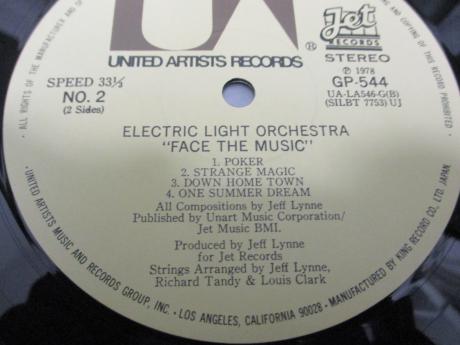 UA
Jet
RECORDS
UNITED ARTISTS RECORDS ®
STEREO
SPEED 33⅓
℗ 1978
NO. 2
GP-544
(2 Sides)
UA-LA546-G(B)
(SILBT 7753) UJ
ELECTRIC LIGHT ORCHESTRA
"FACE THE MUSIC"
1. POKER
2. STRANGE MAGIC
3. DOWN HOME TOWN
4. ONE SUMMER DREAM
All Compositions by Jeff Lynne
Published by Unart Music Corporation/
Jet Music BMI.
Produced by Jeff Lynne
for Jet Records
Strings Arranged by Jeff Lynne,
Richard Tandy & Louis Clark
· ALL RIGHTS OF THE MANUFACTURER AND OF THE
RECORD PROHIBITED ·
· UNITED ARTISTS MUSIC AND RECORDS GROUP, INC. · LOS ANGELES, CALIFORNIA 90028 · MANUFACTURED BY KING RECORD CO. LTD. JAPAN.